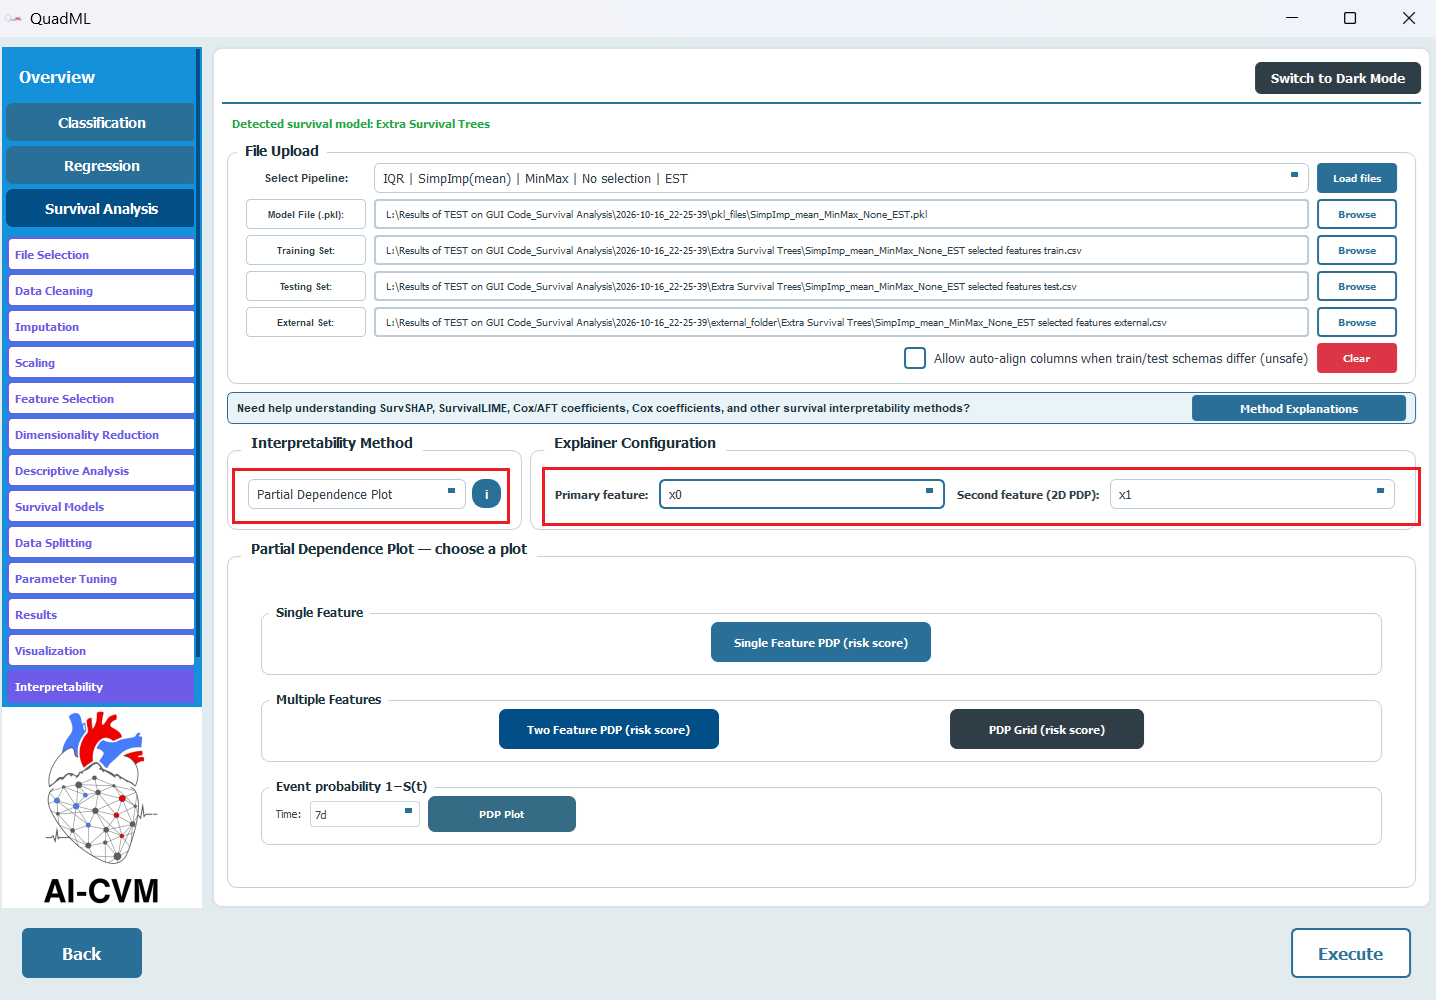 QuadML
Overview
Classification
Regression
Survival Analysis
File Selection
Data Cleaning
Imputation
Scaling
Feature Selection
Dimensionality Reduction
Descriptive Analysis
Survival Models
Data Splitting
Parameter Tuning
Results
Visualization
Interpretability
AI-CVM
Back
Switch to Dark Mode
Detected survival model: Extra Survival Trees
File Upload
Select Pipeline: IQR | SimpImp(mean) | MinMax | No selection | EST Load files
Model File (.pkl): L:\Results of TEST on GUI Code_Survival Analysis\2026-10-16_22-25-39\pkl_files\SimpImp_mean_MinMax_None_EST.pkl Browse
Training Set: L:\Results of TEST on GUI Code_Survival Analysis\2026-10-16_22-25-39\Extra Survival Trees\SimpImp_mean_MinMax_None_EST selected features train.csv Browse
Testing Set: L:\Results of TEST on GUI Code_Survival Analysis\2026-10-16_22-25-39\Extra Survival Trees\SimpImp_mean_MinMax_None_EST selected features test.csv Browse
External Set: L:\Results of TEST on GUI Code_Survival Analysis\2026-10-16_22-25-39\external_folder\Extra Survival Trees\SimpImp_mean_MinMax_None_EST selected features external.csv Browse
Allow auto-align columns when train/test schemas differ (unsafe) Clear
Need help understanding SurvSHAP, SurvivalLIME, Cox/AFT coefficients, Cox coefficients, and other survival interpretability methods? Method Explanations
Interpretability Method
Partial Dependence Plot i
Explainer Configuration
Primary feature: x0 Second feature (2D PDP): x1
Partial Dependence Plot — choose a plot
Single Feature
Single Feature PDP (risk score)
Multiple Features
Two Feature PDP (risk score) PDP Grid (risk score)
Event probability 1−S(t)
Time: 7d PDP Plot
Execute